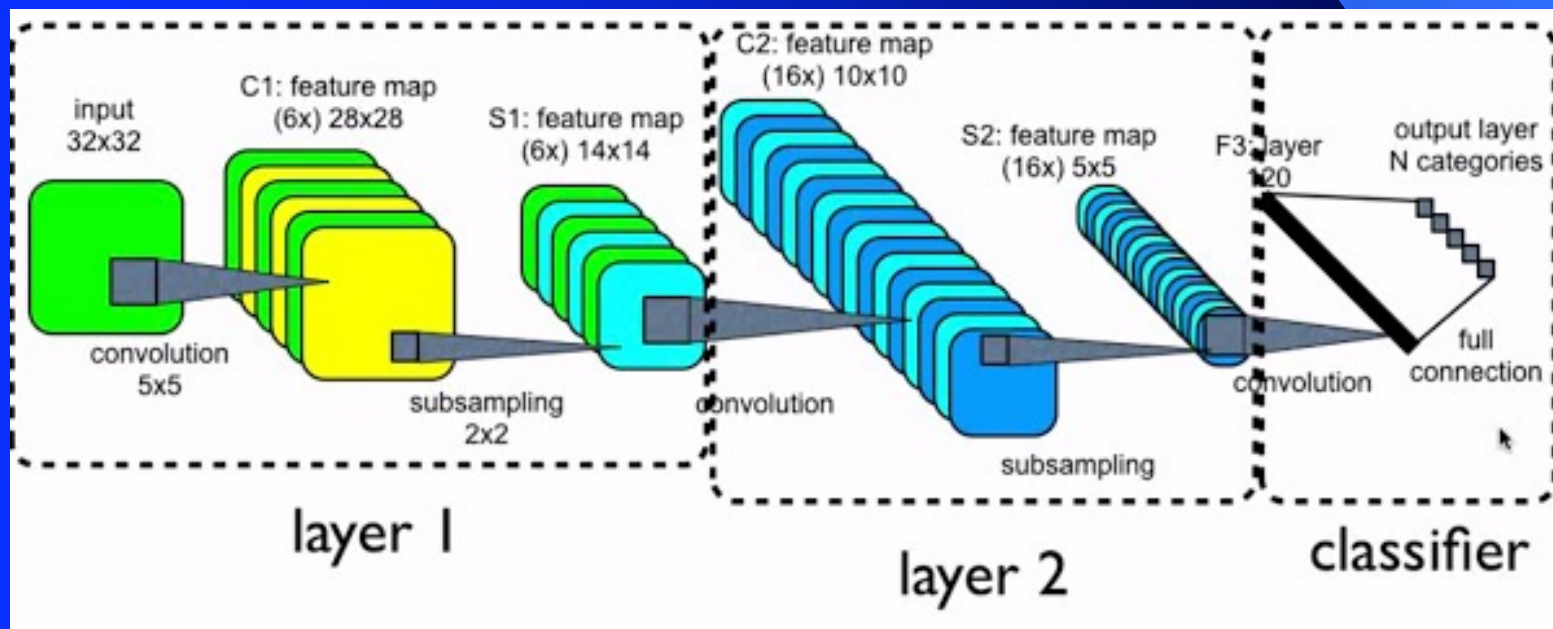 input
32x32
C1: feature map
(6x) 28x28
S1: feature map
(6x) 14x14
convolution
5x5
subsampling
2x2
layer 1
C2: feature map
(16x) 10x10
S2: feature map
(16x) 5x5
convolution
subsampling
layer 2
F3: layer
120
output layer
N categories
convolution
full
connection
classifier